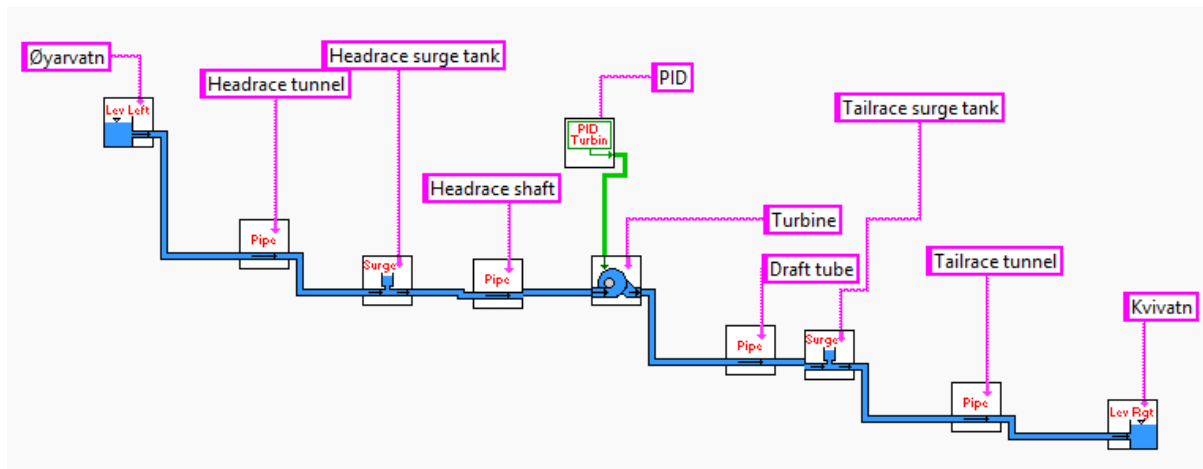 Øyarvatn
Headrace tunnel
Headrace surge tank
PID
Tailrace surge tank
Lev Left
PID
Turbin
Headrace shaft
Turbine
Pipe
Surge
Pipe
Draft tube
Tailrace tunnel
Kvivatn
Pipe
Surge
Pipe
Lev Rgt